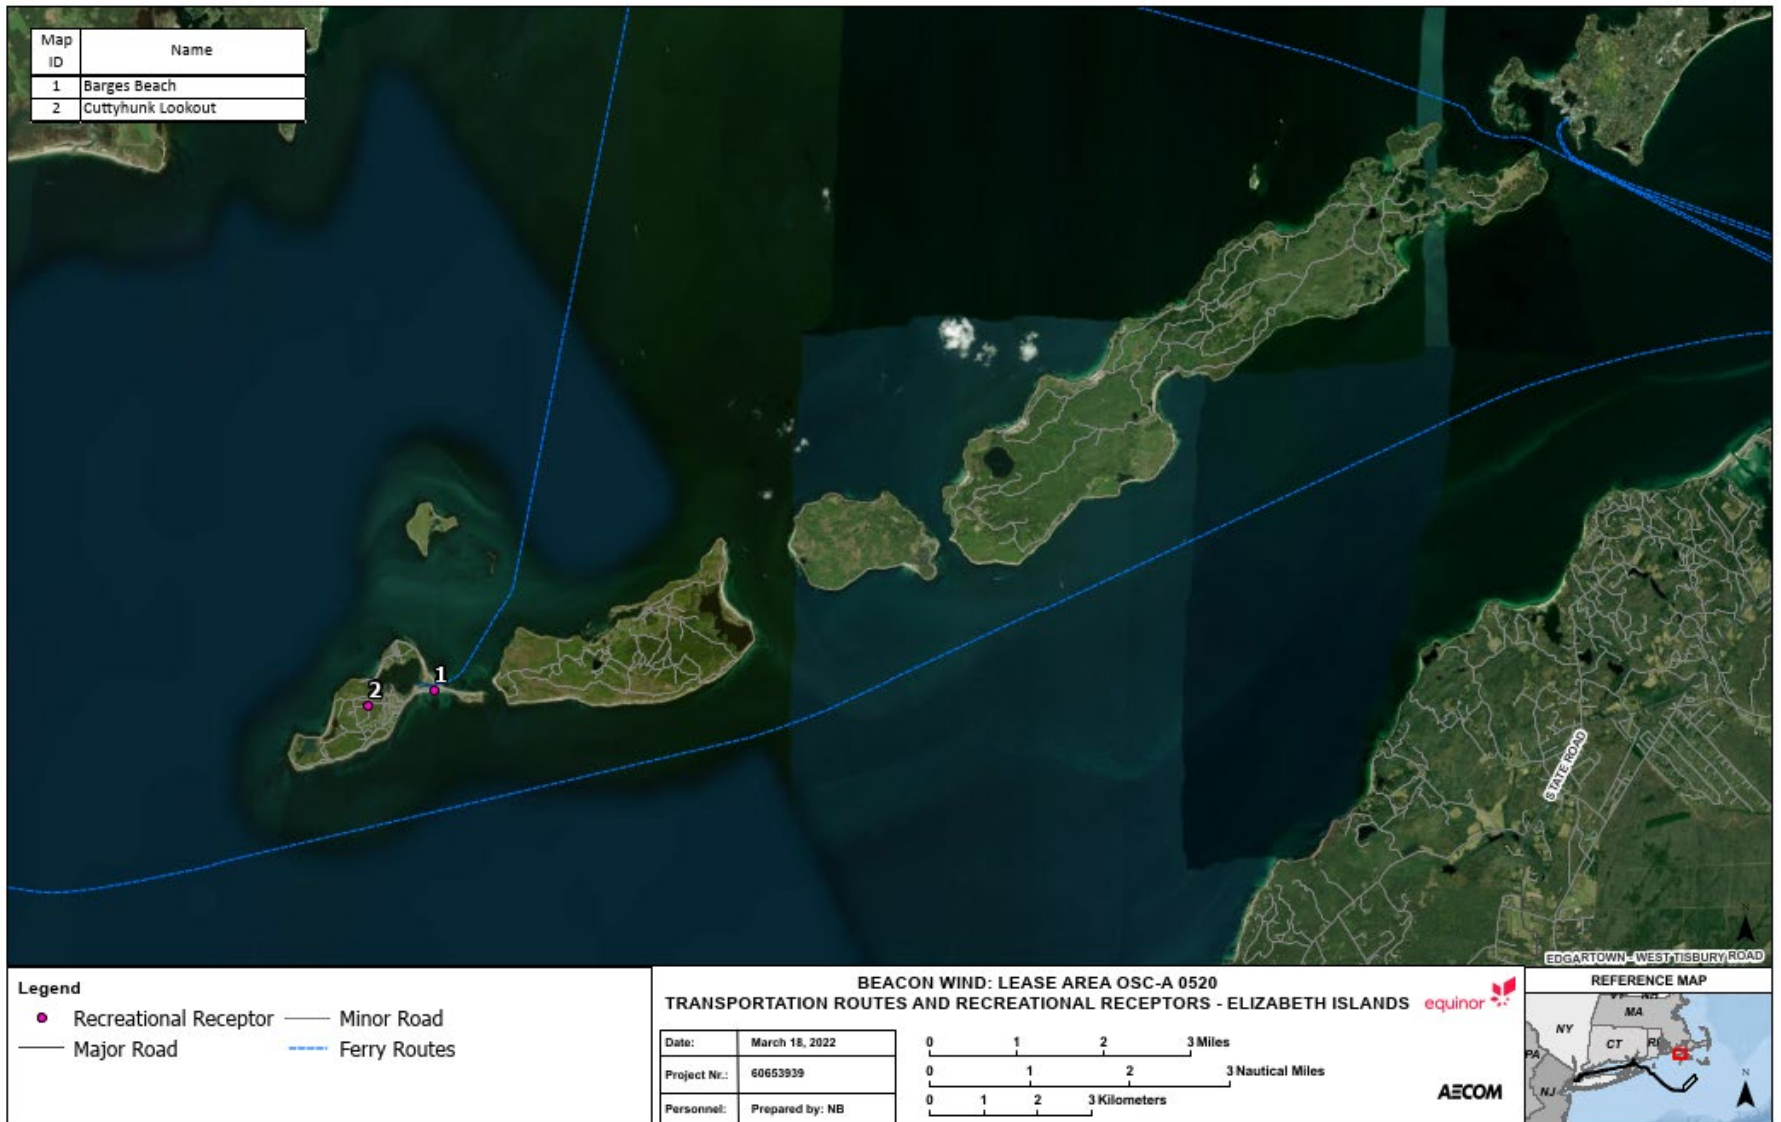 Map ID Name
1 Barges Beach
2 Cuttyhunk Lookout
1
2
STATE ROAD
N
EDGARTOWN - WEST TISBURY ROAD
Legend
Recreational Receptor
Minor Road
Major Road
Ferry Routes
BEACON WIND: LEASE AREA OSC-A 0520
TRANSPORTATION ROUTES AND RECREATIONAL RECEPTORS - ELIZABETH ISLANDS
equinor
Date: March 18, 2022
Project Nr.: 60653939
Personnel: Prepared by: NB
0 1 2 3 Miles
0 1 2 3 Nautical Miles
0 1 2 3 Kilometers
AECOM
REFERENCE MAP
MA
NY
CT
RI
PA
NJ
N